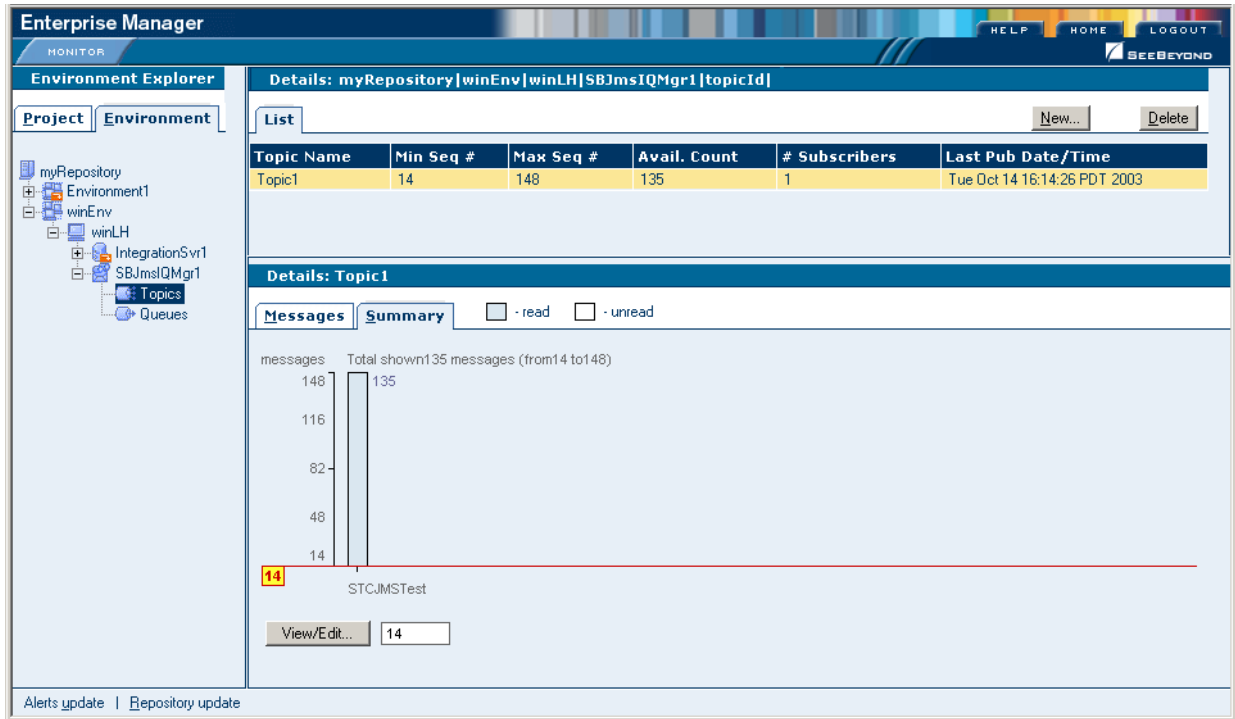 Enterprise Manager
HELP HOME LOGOUT
MONITOR
SEEBEYOND
Environment Explorer
Project Environment
myRepository
Environment1
winEnv
winLH
IntegrationSvr1
SBJmsIQMgr1
Topics
Queues
Details: myRepository|winEnv|winLH|SBJmsIQMgr1|topicId|
List New... Delete
Topic Name Min Seq # Max Seq # Avail. Count # Subscribers Last Pub Date/Time
Topic1 14 148 135 1 Tue Oct 14 16:14:26 PDT 2003
Details: Topic1
Messages Summary - read - unread
messages Total shown135 messages (from14 to148)
148 135
116
82
48
14
14
STCJMSTest
View/Edit... 14
Alerts update | Repository update